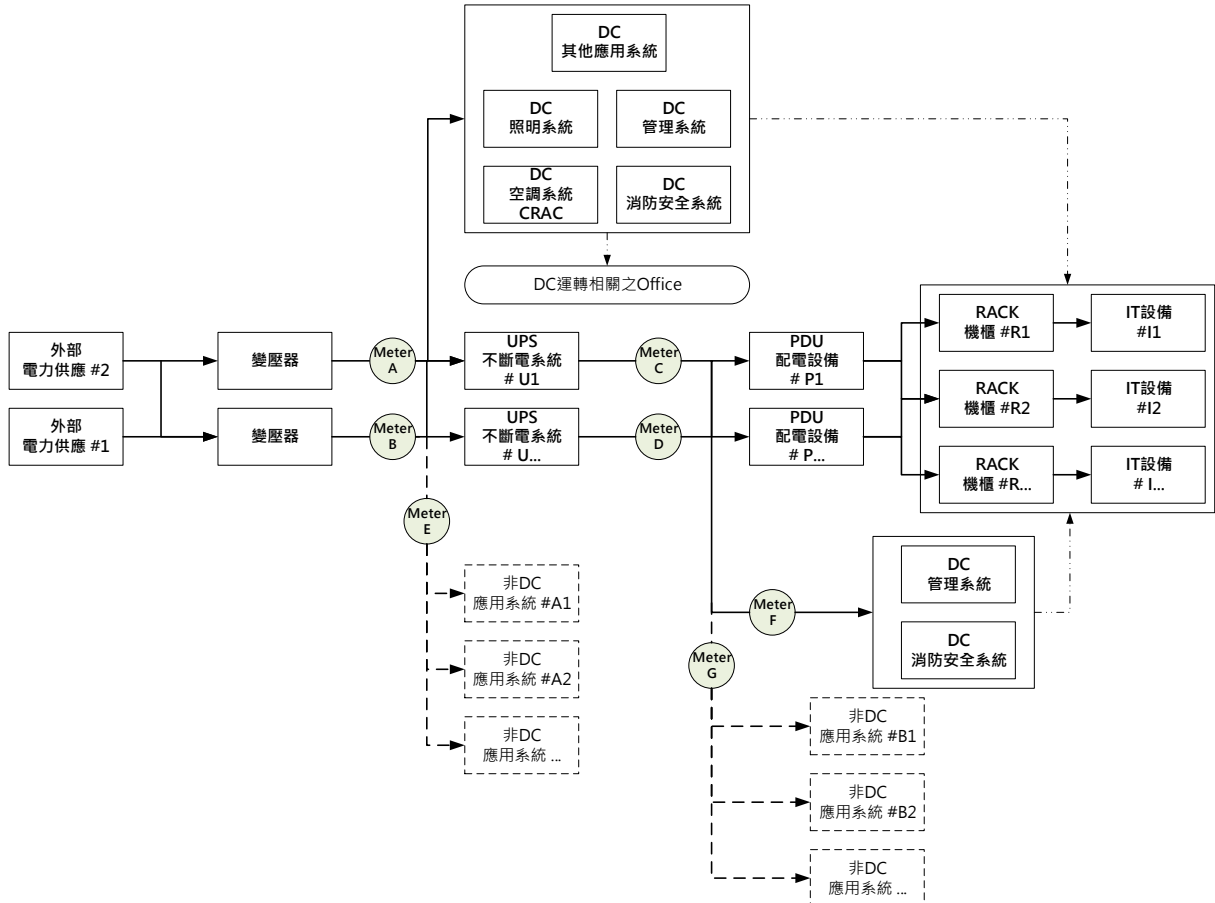 DC
其他應用系統
DC
照明系統
DC
管理系統
DC
空調系統
CRAC
DC
消防安全系統
DC運轉相關之Office
外部
電力供應 #2
變壓器
Meter
A
UPS
不斷電系統
# U1
Meter
C
PDU
配電設備
# P1
RACK
機櫃 #R1
IT設備
#I1
外部
電力供應 #1
變壓器
Meter
B
UPS
不斷電系統
# U...
Meter
D
PDU
配電設備
# P...
RACK
機櫃 #R2
IT設備
#I2
RACK
機櫃 #R...
IT設備
# I...
Meter
E
非DC
應用系統 #A1
非DC
應用系統 #A2
非DC
應用系統 ...
Meter
F
DC
管理系統
DC
消防安全系統
Meter
G
非DC
應用系統 #B1
非DC
應用系統 #B2
非DC
應用系統 ...